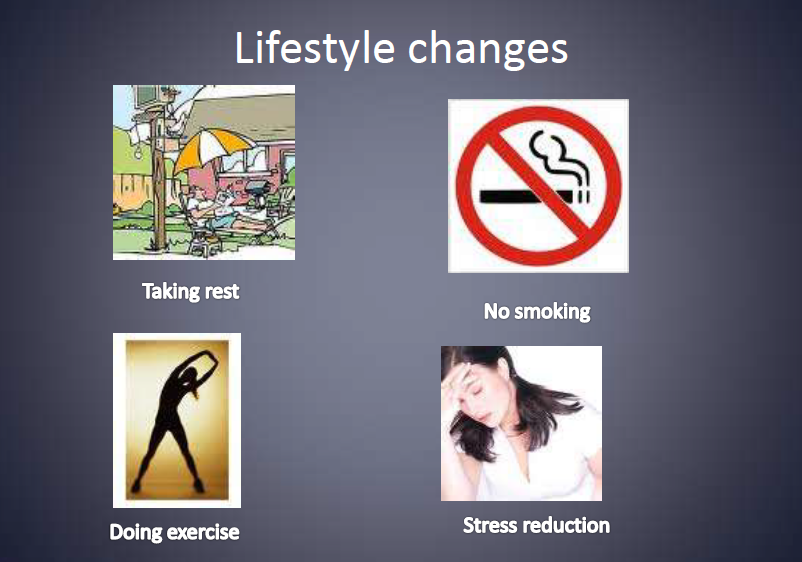 Lifestyle changes
Taking rest
No smoking
Doing exercise
Stress reduction